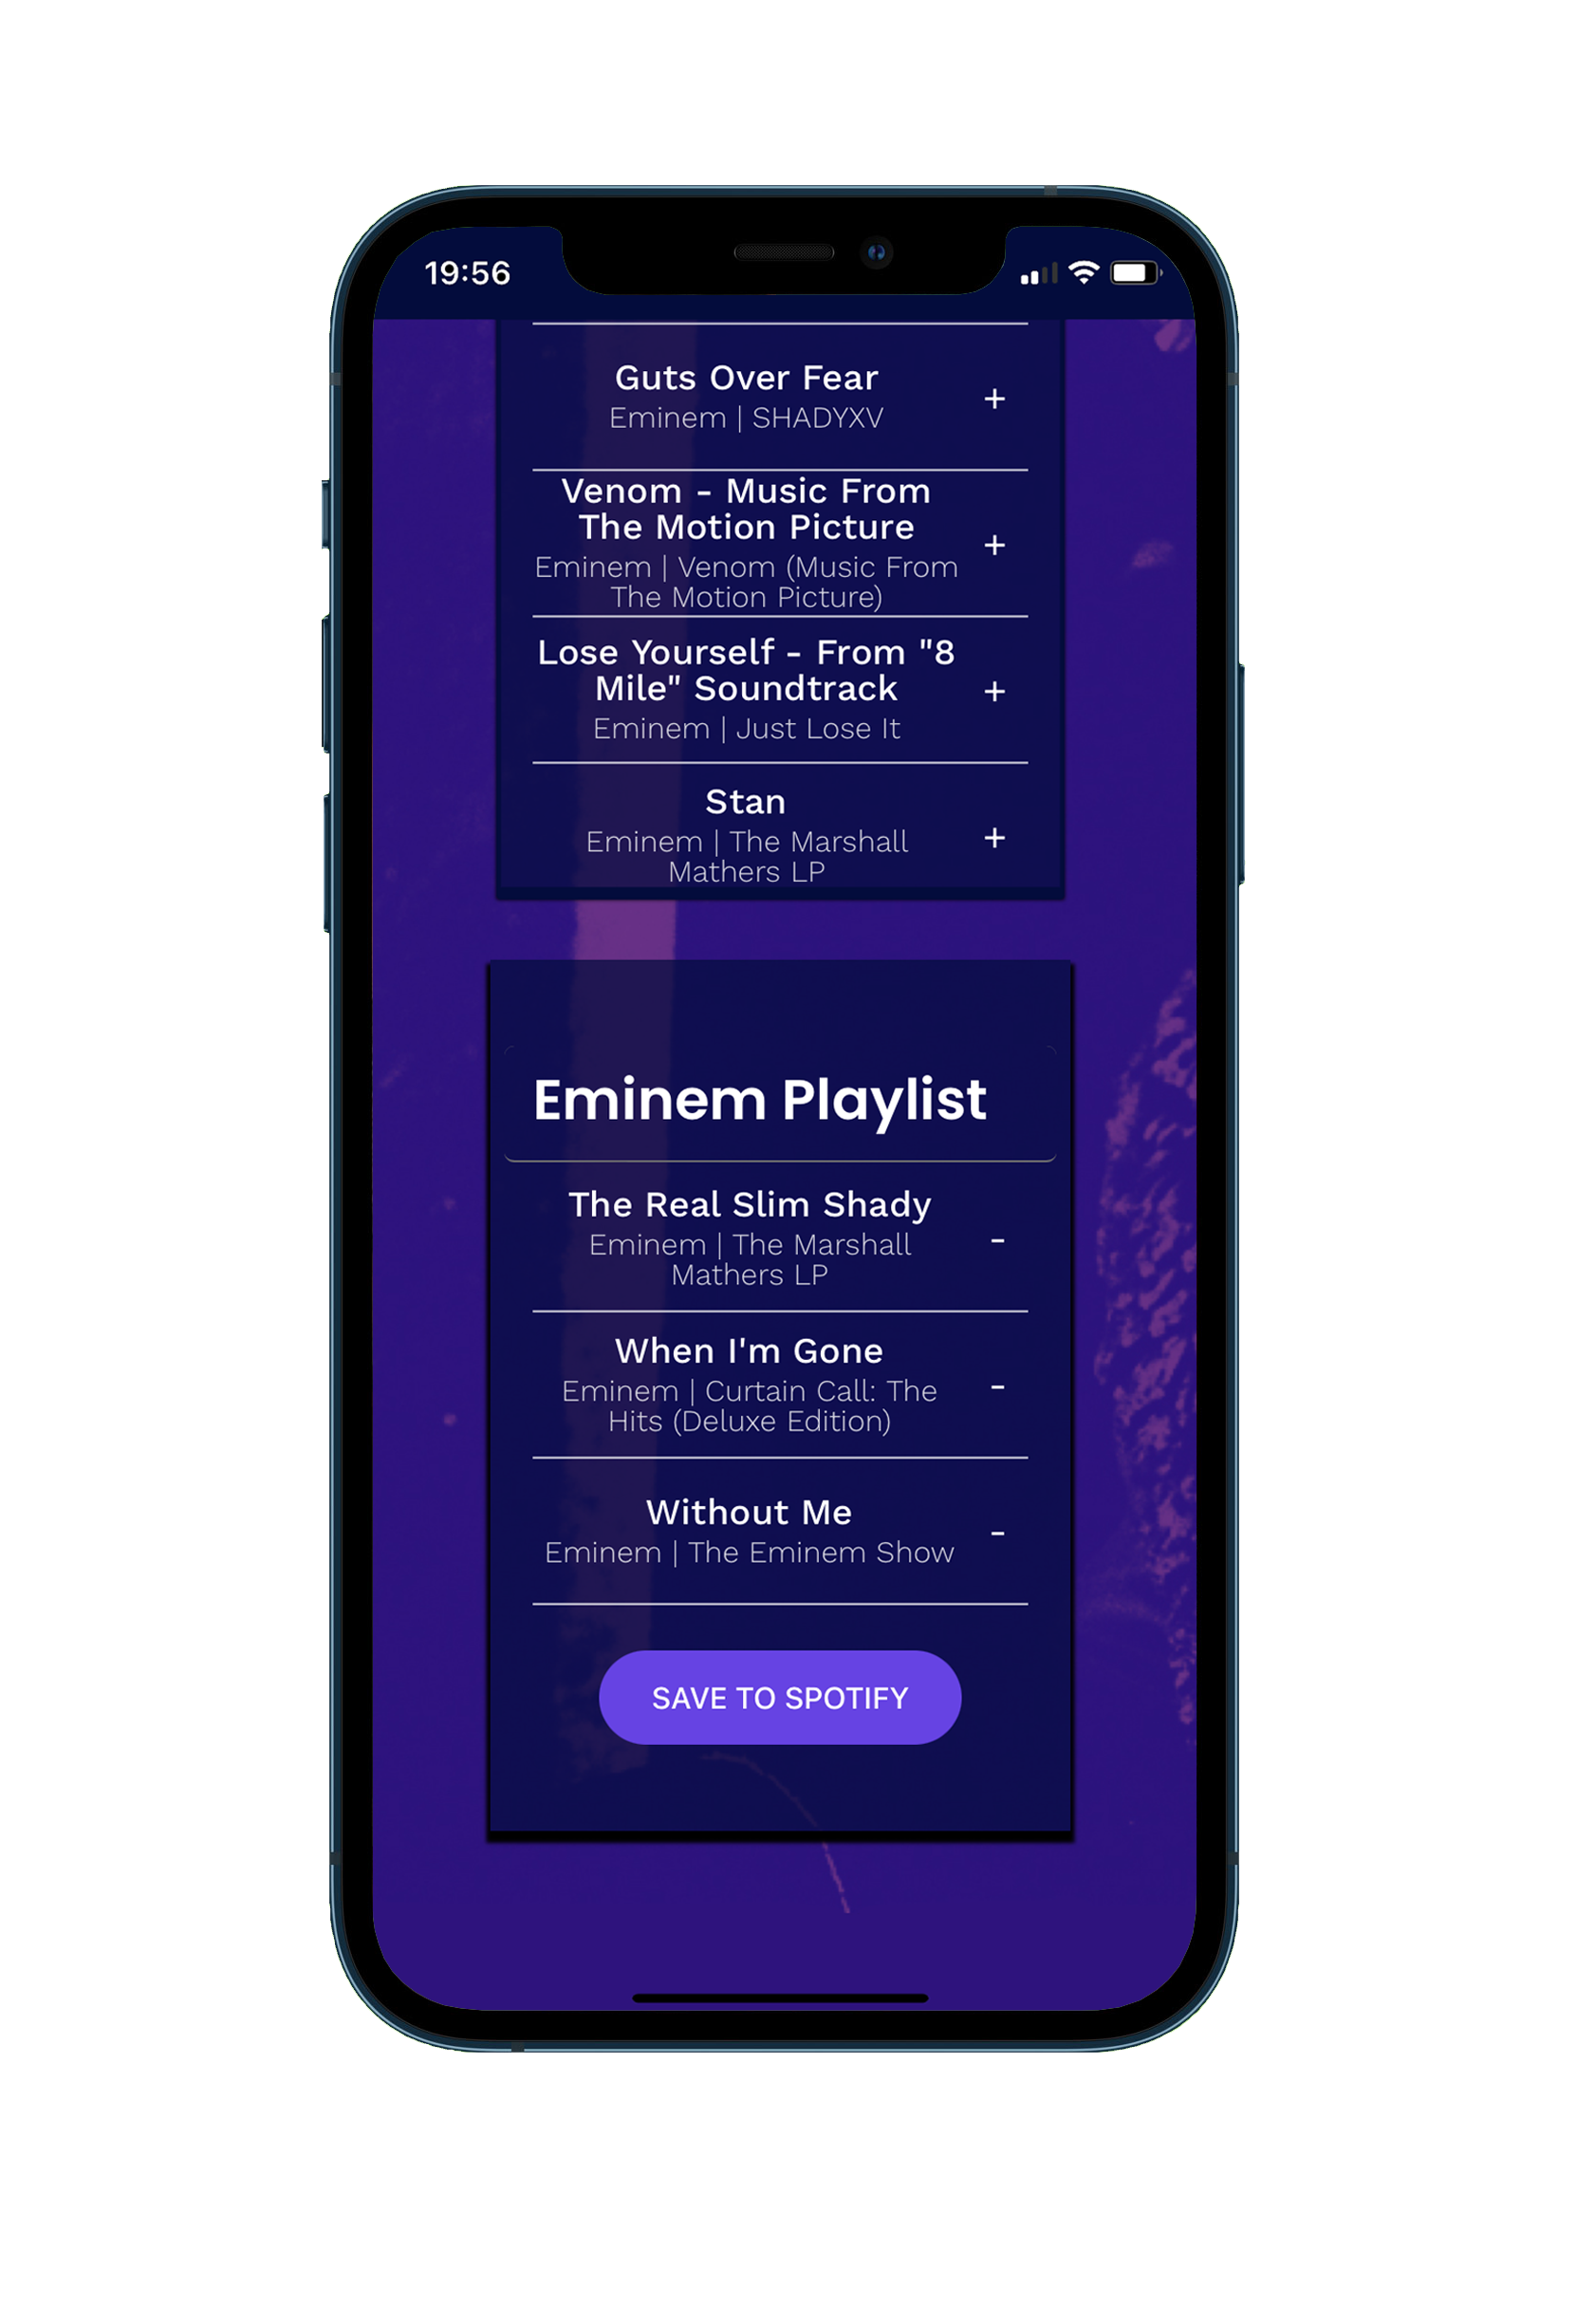 19:56
Guts Over Fear
Eminem | SHADYXV
+
Venom - Music From
The Motion Picture
Eminem | Venom (Music From
The Motion Picture)
+
Lose Yourself - From "8
Mile" Soundtrack
Eminem | Just Lose It
+
Stan
Eminem | The Marshall
Mathers LP
+
Eminem Playlist
The Real Slim Shady
Eminem | The Marshall
Mathers LP
-
When I'm Gone
Eminem | Curtain Call: The
Hits (Deluxe Edition)
-
Without Me
Eminem | The Eminem Show
-
SAVE TO SPOTIFY